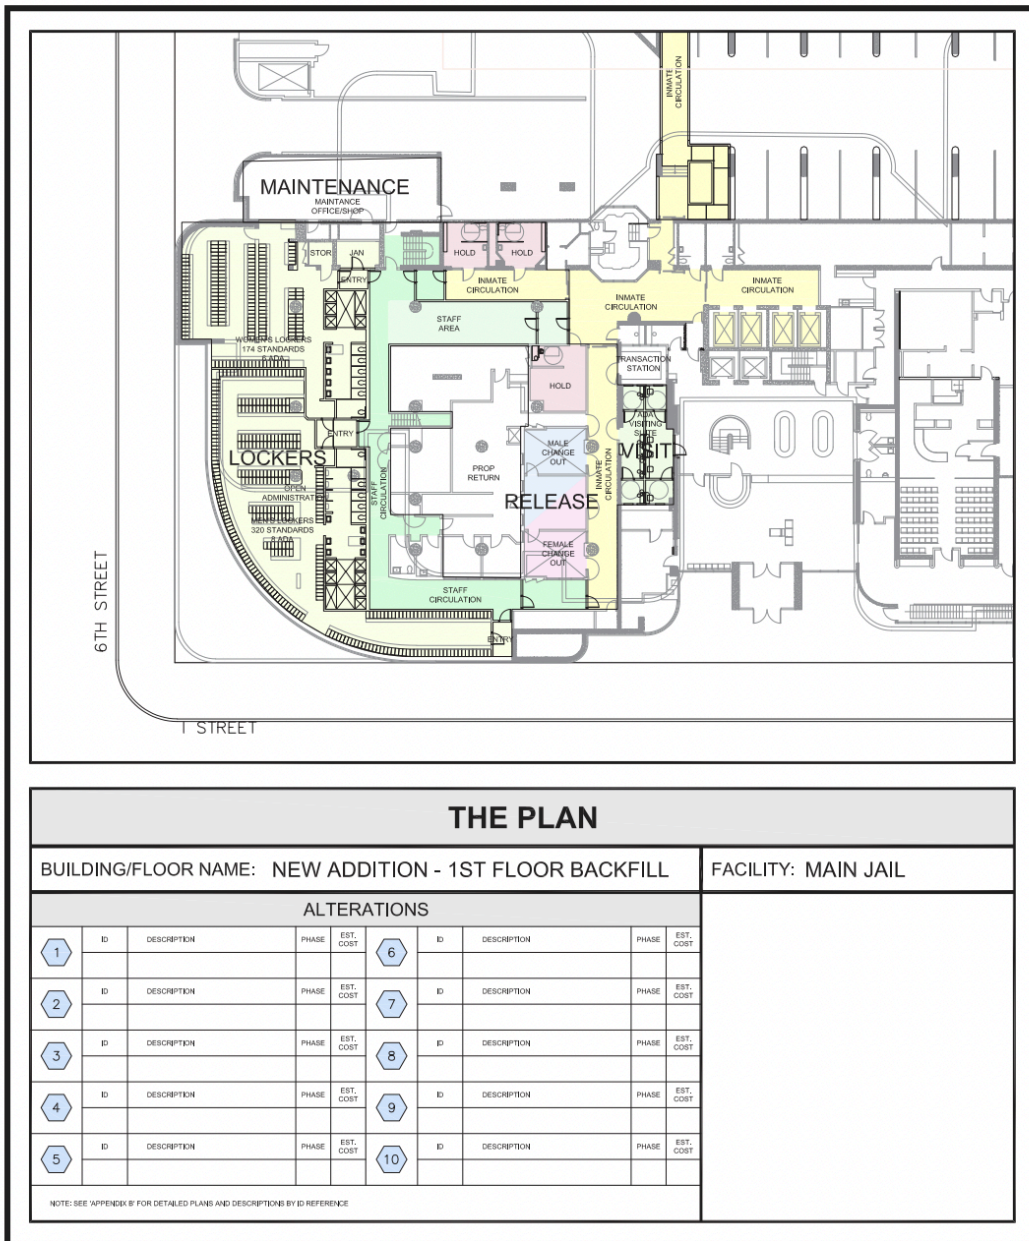 INMATE
CIRCULATION
MAINTENANCE
MAINTANCE
OFFICE/SHOP
STOR
JAN
HOLD
HOLD
ENTRY
INMATE
CIRCULATION
INMATE
CIRCULATION
INMATE
CIRCULATION
STAFF
AREA
WOMEN'S LOCKERS
174 STANDARDS
6 ADA
TRANSACTION
STATION
HOLD
ADA
VISITING
SUITE
VISIT
ENTRY
MALE
CHANGE
OUT
LOCKERS
PROP
RETURN
INMATE
CIRCULATION
STAFF
CIRCULATION
OPEN
ADMINISTRATION
RELEASE
MEN'S LOCKERS
320 STANDARDS
8 ADA
FEMALE
CHANGE
OUT
STAFF
CIRCULATION
ENTRY
6TH STREET
I STREET
THE PLAN
BUILDING/FLOOR NAME: NEW ADDITION - 1ST FLOOR BACKFILL
FACILITY: MAIN JAIL
ALTERATIONS
1 ID DESCRIPTION PHASE EST. COST 6 ID DESCRIPTION PHASE EST. COST
2 ID DESCRIPTION PHASE EST. COST 7 ID DESCRIPTION PHASE EST. COST
3 ID DESCRIPTION PHASE EST. COST 8 ID DESCRIPTION PHASE EST. COST
4 ID DESCRIPTION PHASE EST. COST 9 ID DESCRIPTION PHASE EST. COST
5 ID DESCRIPTION PHASE EST. COST 10 ID DESCRIPTION PHASE EST. COST
NOTE: SEE 'APPENDIX B' FOR DETAILED PLANS AND DESCRIPTIONS BY ID REFERENCE